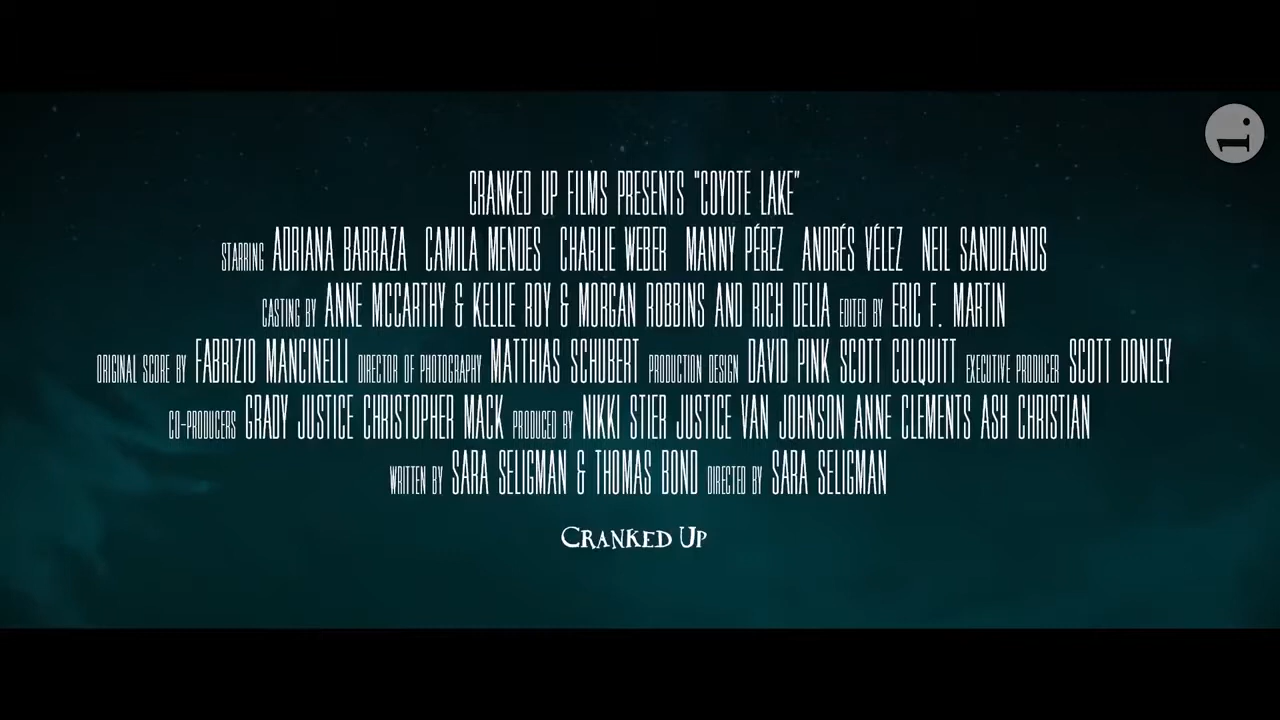 CRANKED UP FILMS PRESENTS "COYOTE LAKE"
STARRING ADRIANA BARRAZA CAMILA MENDES CHARLIE WEBER MANNY PÉREZ ANDRÉS VÉLEZ NEIL SANDILANDS
CASTING BY ANNE MCCARTHY & KELLIE ROY & MORGAN ROBBINS AND RICH DELIA EDITED BY ERIC F. MARTIN
ORIGINAL SCORE BY FABRIZIO MANCINELLI DIRECTOR OF PHOTOGRAPHY MATTHIAS SCHUBERT PRODUCTION DESIGN DAVID PINK SCOTT COLQUITT EXECUTIVE PRODUCER SCOTT DONLEY
CO-PRODUCERS GRADY JUSTICE CHRISTOPHER MACK PRODUCED BY NIKKI STIER JUSTICE VAN JOHNSON ANNE CLEMENTS ASH CHRISTIAN
WRITTEN BY SARA SELIGMAN & THOMAS BOND DIRECTED BY SARA SELIGMAN
CRANKED UP
1.